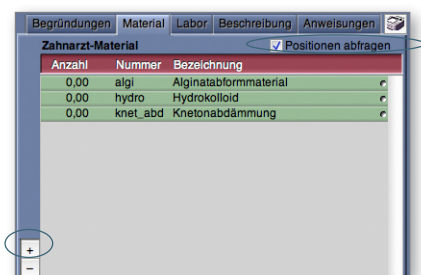 Begründungen Material Labor Beschreibung Anweisungen
Zahnarzt-Material Positionen abfragen
Anzahl Nummer Bezeichnung
0,00 algi Alginatabformmaterial
0,00 hydro Hydrokolloid
0,00 knet_abd Knetonabdämmung
+
−